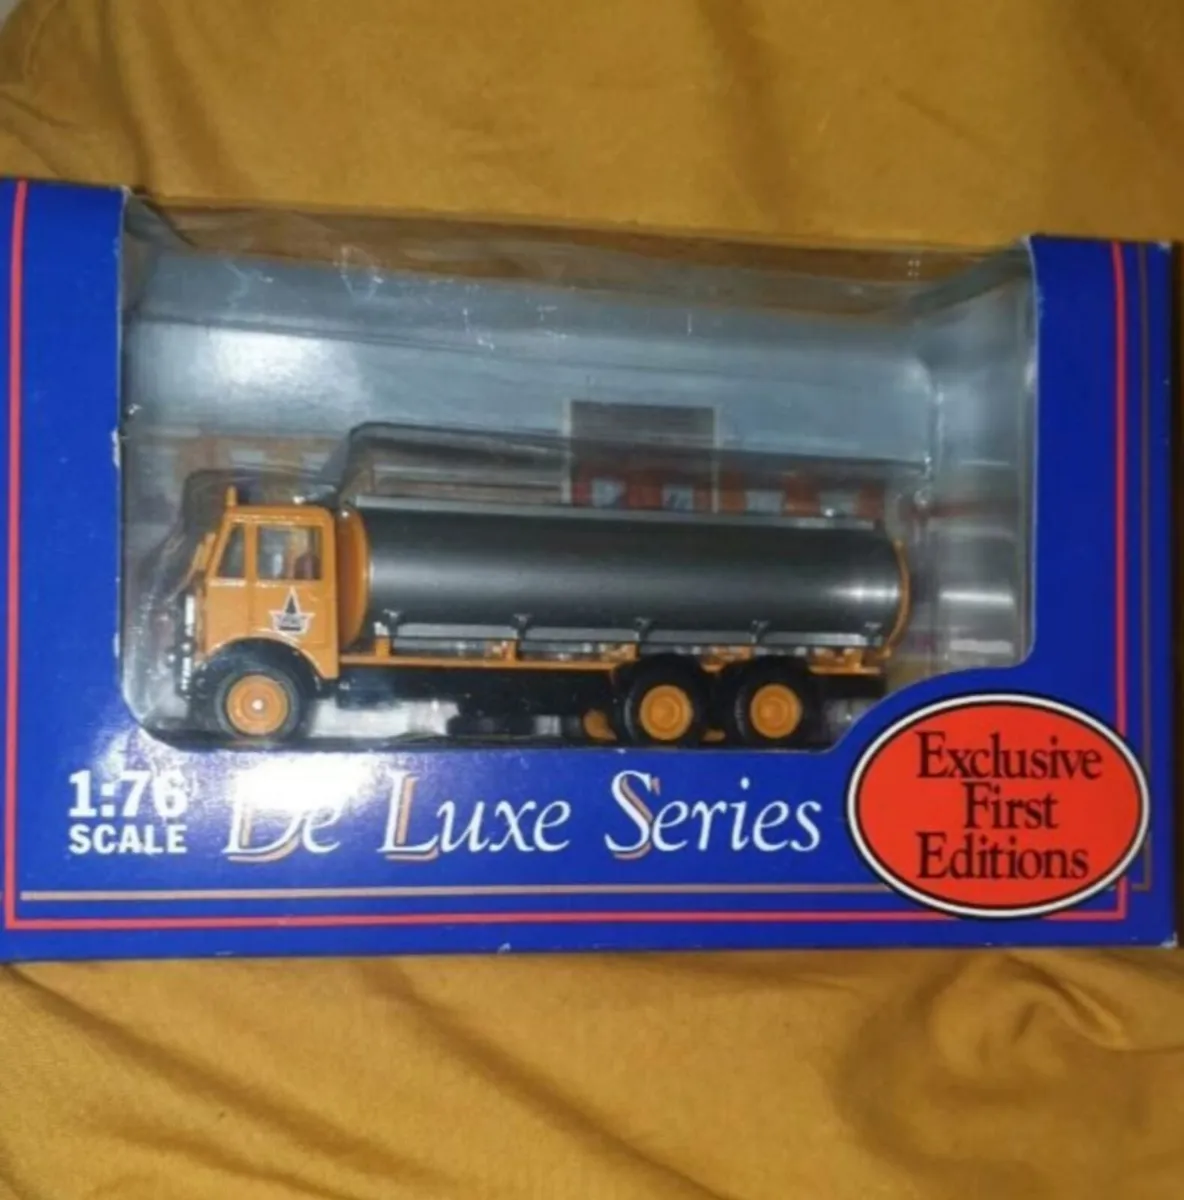 1:76
SCALE
De Luxe Series
Exclusive
First
Editions